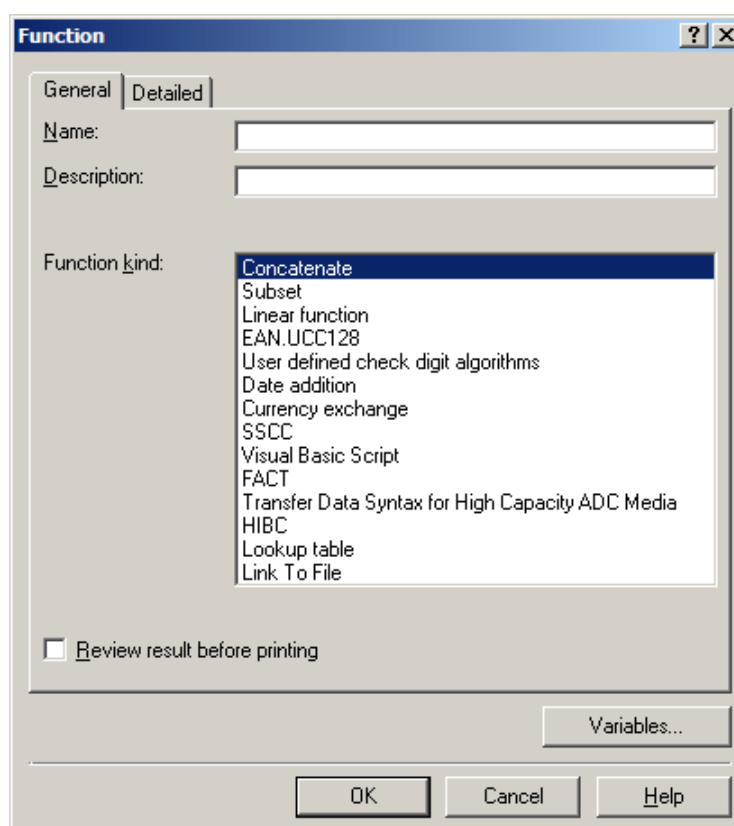 Function
General Detailed
Name:
Description:
Function kind:
Concatenate
Subset
Linear function
EAN.UCC128
User defined check digit algorithms
Date addition
Currency exchange
SSCC
Visual Basic Script
FACT
Transfer Data Syntax for High Capacity ADC Media
HIBC
Lookup table
Link To File
Review result before printing
Variables...
OK Cancel Help